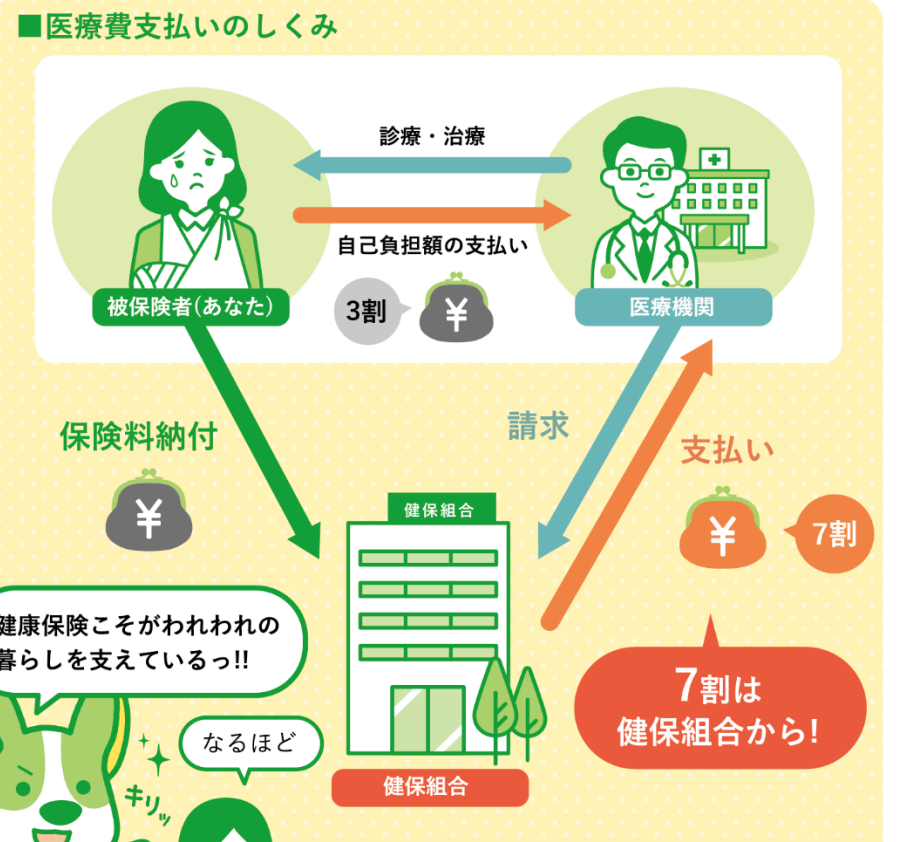 ■医療費支払いのしくみ
診療・治療
自己負担額の支払い
3割
¥
被保険者(あなた)
医療機関
保険料納付
¥
請求
支払い
¥
7割
健保組合
健康保険こそがわれわれの
暮らしを支えているっ!!
7割は
健保組合から!
なるほど
キリッ
健保組合